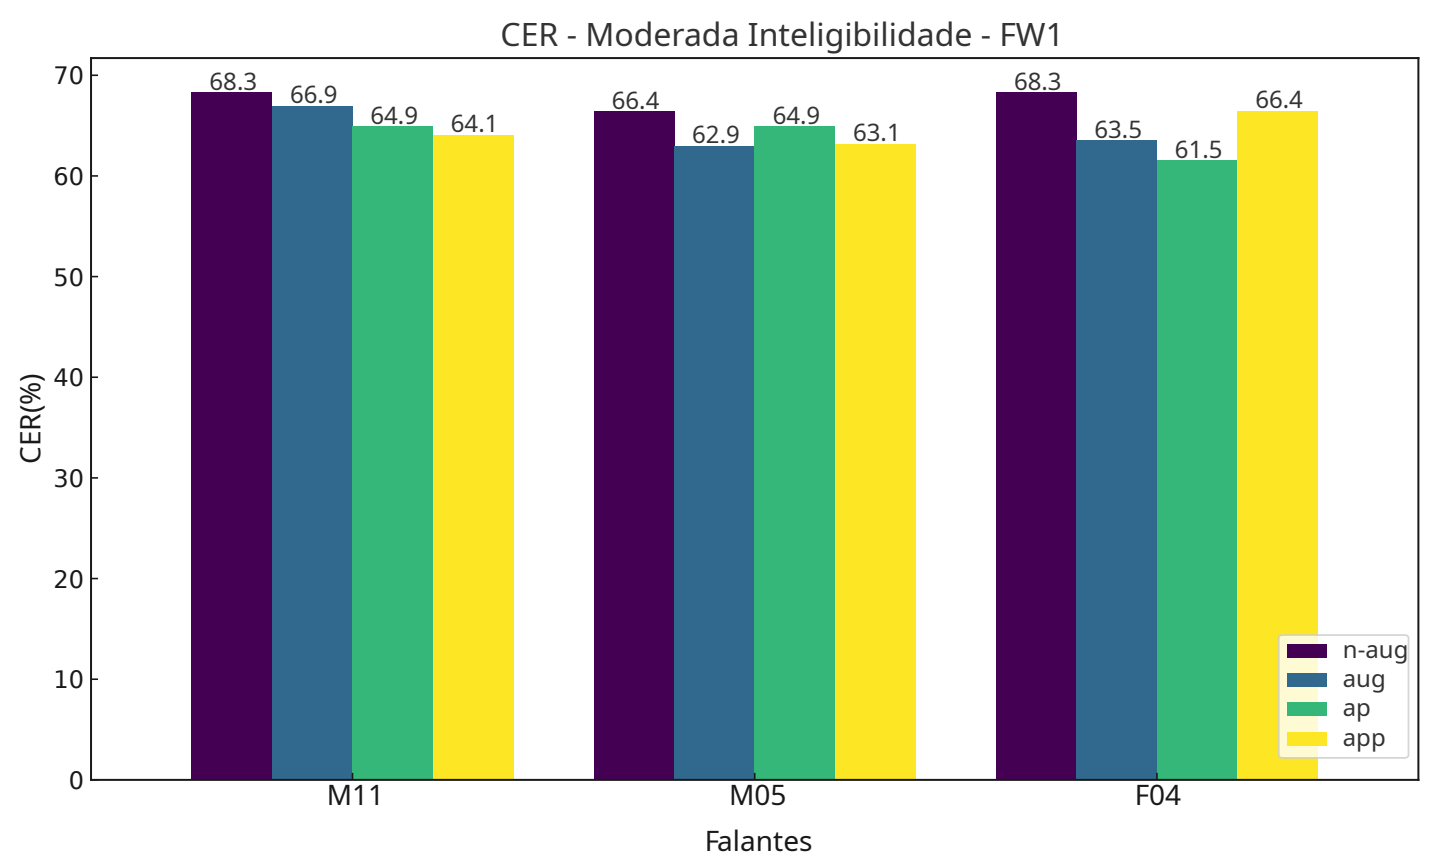 CER - Moderada Inteligibilidade - FW1
CER(%)
70
60
50
40
30
20
10
0
68.3
66.9
64.9
64.1
66.4
62.9
64.9
63.1
68.3
63.5
61.5
66.4
n-aug
aug
ap
app
M11
M05
F04
Falantes